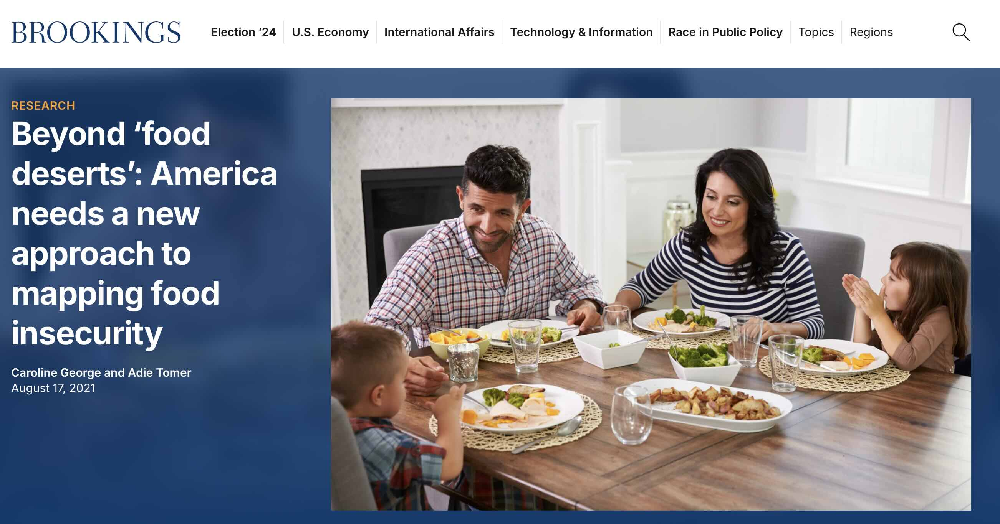 BROOKINGS
Election ’24
U.S. Economy
International Affairs
Technology & Information
Race in Public Policy
Topics
Regions
RESEARCH
Beyond ‘food
deserts’: America
needs a new
approach to
mapping food
insecurity
Caroline George and Adie Tomer
August 17, 2021